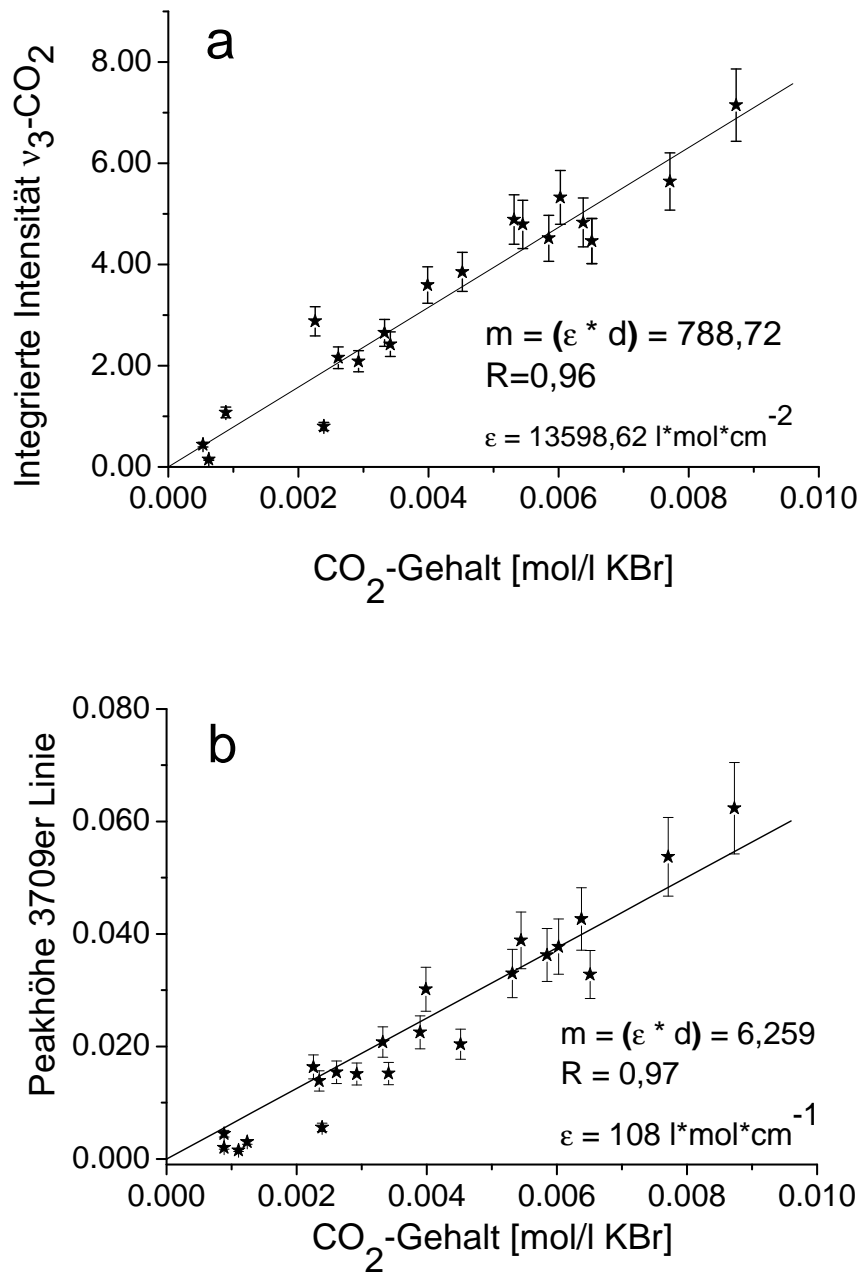 a
Integrierte Intensität ν3-CO2
8.00
6.00
4.00
2.00
0.00
m = (ε * d) = 788,72
R=0,96
ε = 13598,62 l*mol*cm-2
0.000 0.002 0.004 0.006 0.008 0.010
CO2-Gehalt [mol/l KBr]
b
Peakhöhe 3709er Linie
0.080
0.060
0.040
0.020
0.000
m = (ε * d) = 6,259
R = 0,97
ε = 108 l*mol*cm-1
0.000 0.002 0.004 0.006 0.008 0.010
CO2-Gehalt [mol/l KBr]